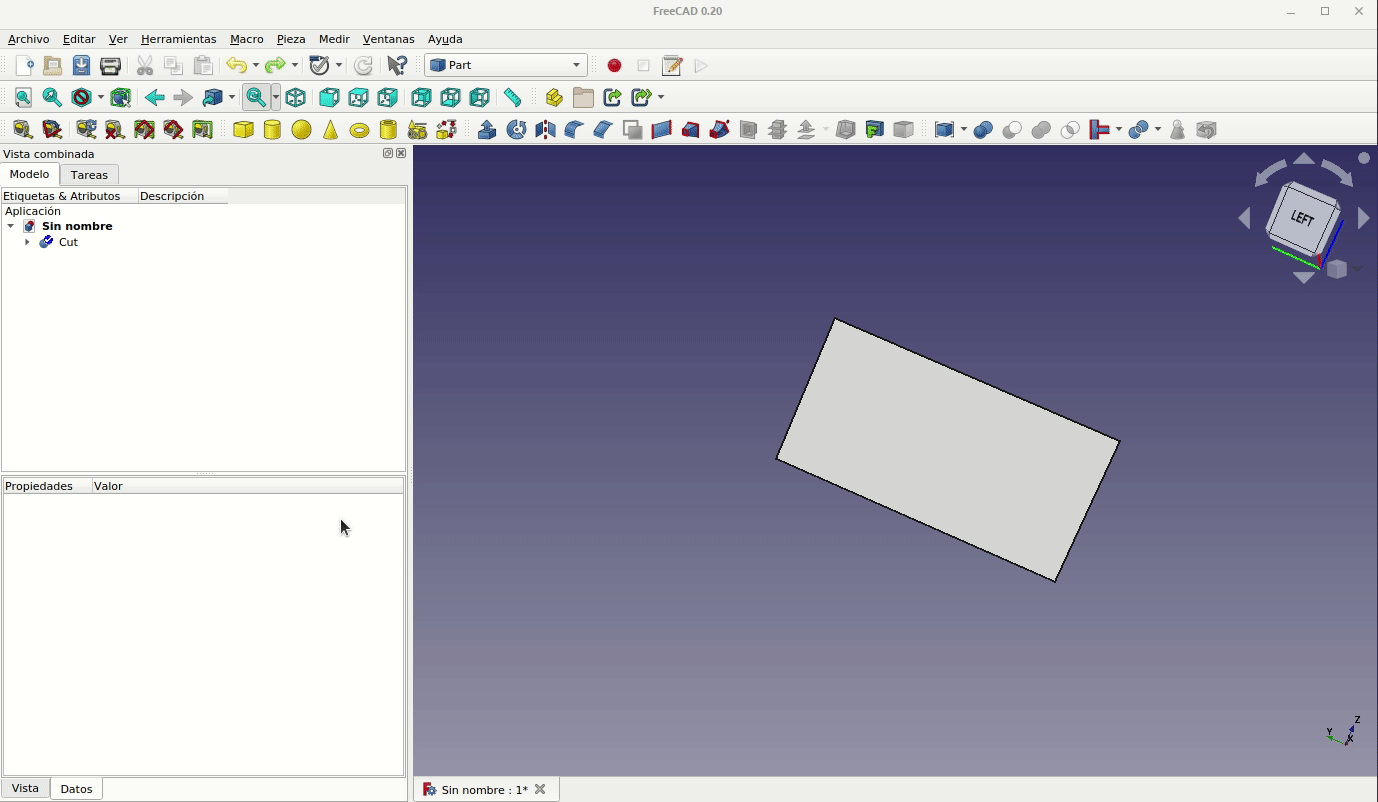 FreeCAD 0.20
Archivo Editar Ver Herramientas Macro Pieza Medir Ventanas Ayuda
Part
Vista combinada
Modelo Tareas
Etiquetas & Atributos Descripción
Aplicación
Sin nombre
Cut
Propiedades Valor
LEFT
Z
Y
X
Vista Datos
Sin nombre : 1*